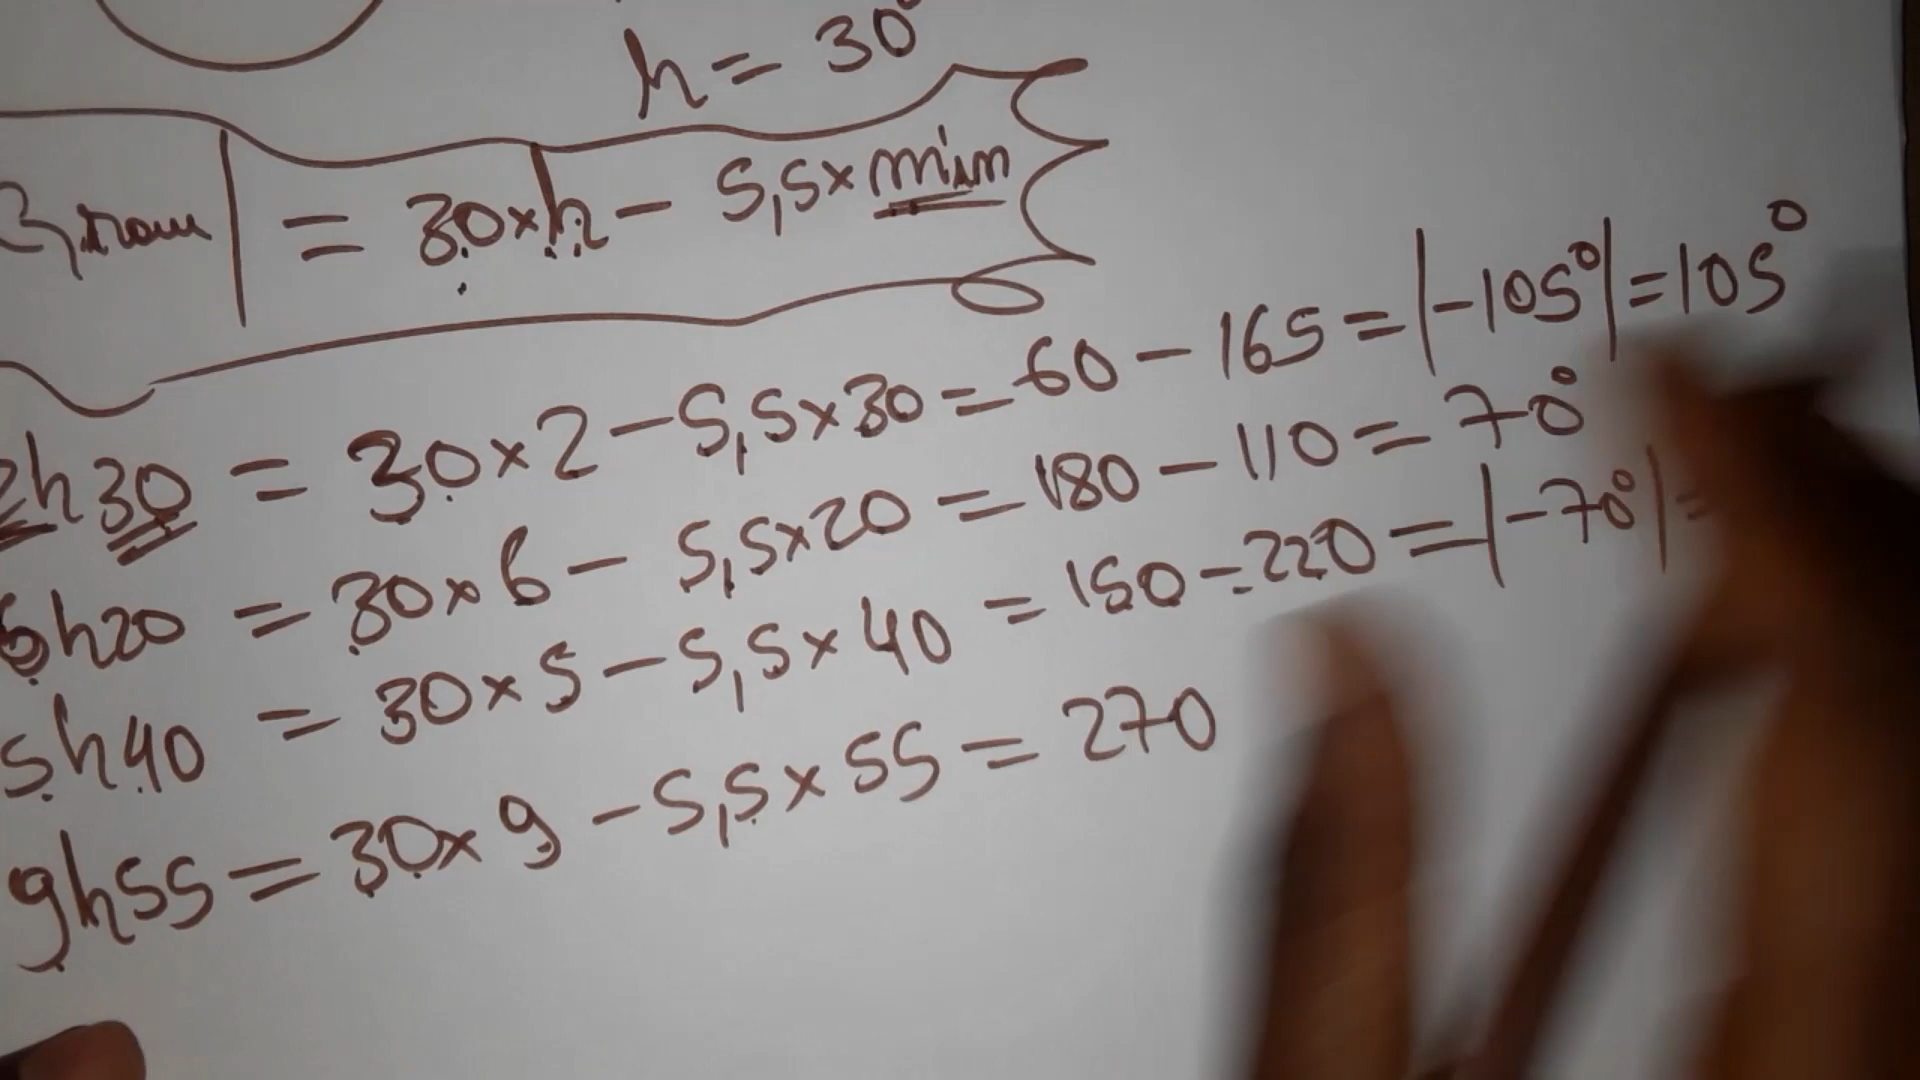 h = 30°
= 30×h - 5,5× min
2h30 = 30×2 - 5,5×30 = 60 - 165 = |-105°| = 105°
6h20 = 30×6 - 5,5×20 = 180 - 110 = 70°
5h40 = 30×5 - 5,5×40 = 150 - 220 = |-70°| =
9h55 = 30×9 - 5,5×55 = 270